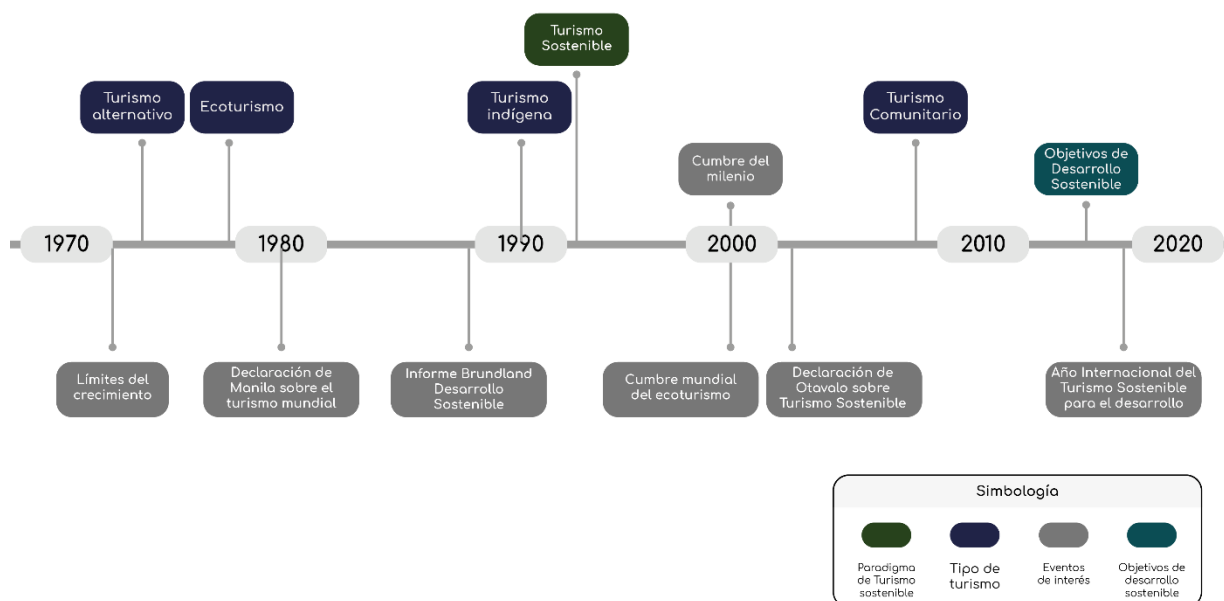 Turismo
Sostenible
Turismo
alternativo
Ecoturismo
Turismo
indígena
Turismo
Comunitario
Cumbre del
milenio
Objetivos de
Desarrollo
Sostenible
1970
1980
1990
2000
2010
2020
Límites del
crecimiento
Declaración de
Manila sobre el
turismo mundial
Informe Brundland
Desarrollo
Sostenible
Cumbre mundial
del ecoturismo
Declaración de
Otavalo sobre
Turismo Sostenible
Año Internacional del
Turismo Sostenible
para el desarrollo
Simbología
Paradigma
de Turismo
sostenible
Tipo de
turismo
Eventos
de interés
Objetivos de
desarrollo
sostenible